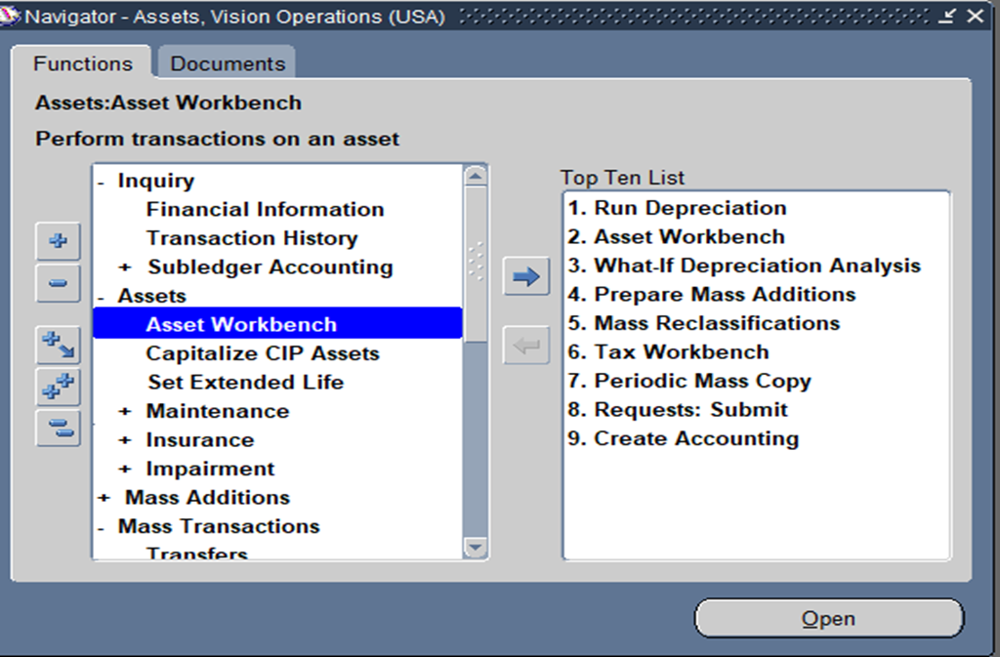 Navigator - Assets, Vision Operations (USA)
Functions
Documents
Assets:Asset Workbench
Perform transactions on an asset
- Inquiry
Financial Information
Transaction History
+ Subledger Accounting
- Assets
Asset Workbench
Capitalize CIP Assets
Set Extended Life
+ Maintenance
+ Insurance
+ Impairment
+ Mass Additions
- Mass Transactions
Transfers
Top Ten List
1. Run Depreciation
2. Asset Workbench
3. What-If Depreciation Analysis
4. Prepare Mass Additions
5. Mass Reclassifications
6. Tax Workbench
7. Periodic Mass Copy
8. Requests: Submit
9. Create Accounting
Open